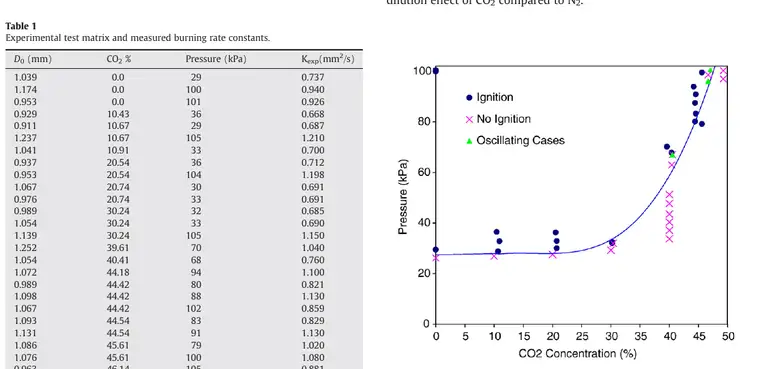 dilution effect of CO₂ compared to N₂.
Table 1
Experimental test matrix and measured burning rate constants.
D₀ (mm) CO₂ % Pressure (kPa) Kexp(mm²/s)
1.039 0.0 29 0.737
1.174 0.0 100 0.940
0.953 0.0 101 0.926
0.929 10.43 36 0.668
0.911 10.67 29 0.687
1.237 10.67 105 1.210
1.041 10.91 33 0.700
0.937 20.54 36 0.712
0.953 20.54 104 1.198
1.067 20.74 30 0.691
0.976 20.74 33 0.691
0.989 30.24 32 0.685
1.054 30.24 33 0.690
1.139 30.24 105 1.150
1.252 39.61 70 1.040
1.054 40.41 68 0.760
1.072 44.18 94 1.100
0.989 44.42 80 0.821
1.098 44.42 88 1.130
1.067 44.42 102 0.859
1.093 44.54 83 0.829
1.131 44.54 91 1.130
1.086 45.61 79 1.020
1.076 45.61 100 1.080
0.963 46.14 105 0.881
100
80
60
40
20
0
Pressure (kPa)
Ignition
No Ignition
Oscillating Cases
0 5 10 15 20 25 30 35 40 45 50
CO2 Concentration (%)